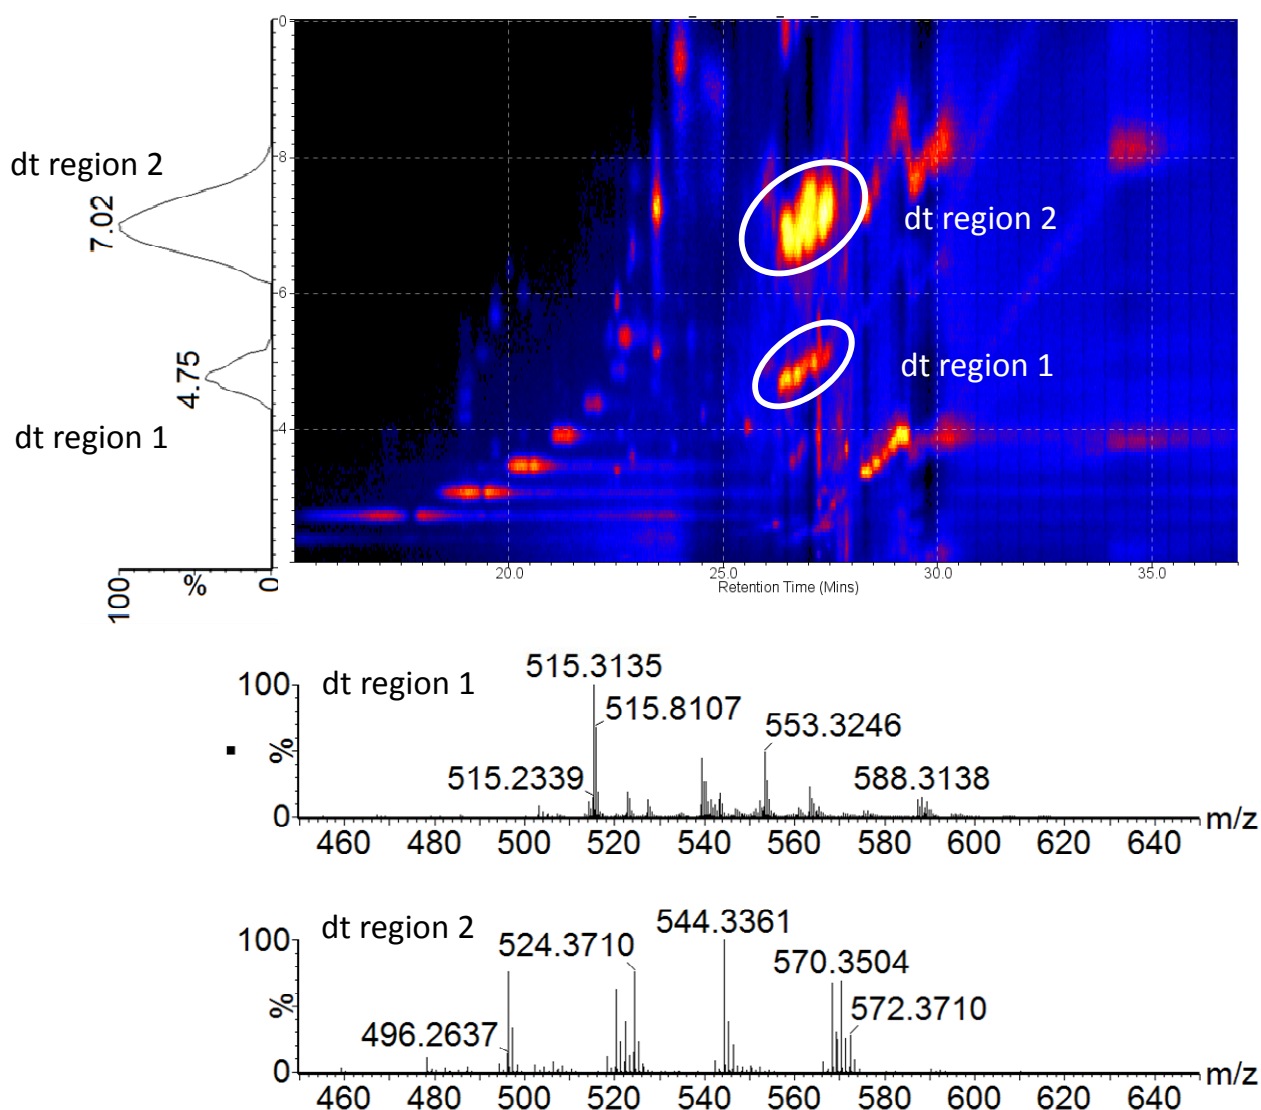 0
dt region 2
7.02
8
dt region 2
6
4.75
dt region 1
dt region 1
4
100
%
0
20.0
25.0
30.0
35.0
Retention Time (Mins)
515.3135
100
dt region 1
515.8107
553.3246
%
515.2339
588.3138
0
m/z
460 480 500 520 540 560 580 600 620 640
544.3361
100
dt region 2
524.3710
570.3504
%
572.3710
496.2637
0
m/z
460 480 500 520 540 560 580 600 620 640